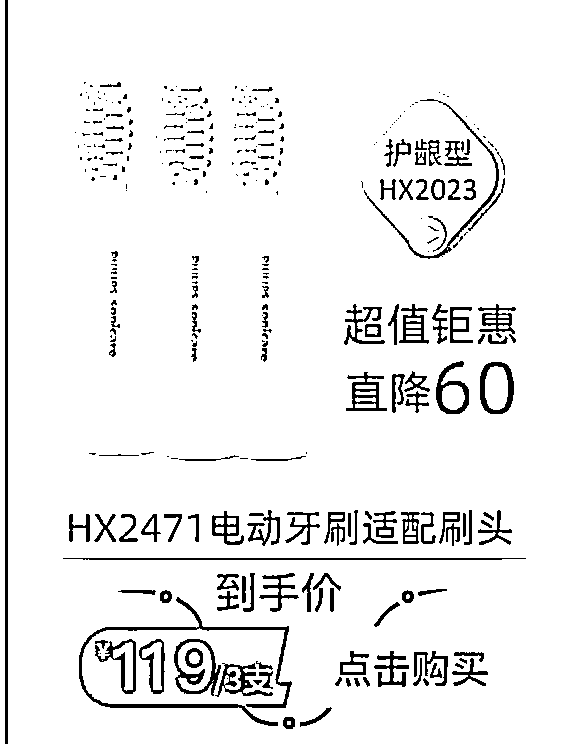 护龈型
HX2023
PHILIPS sonicare
PHILIPS sonicare
PHILIPS sonicare
超值钜惠
直降60
HX2471电动牙刷适配刷头
到手价
¥119/3支
点击购买